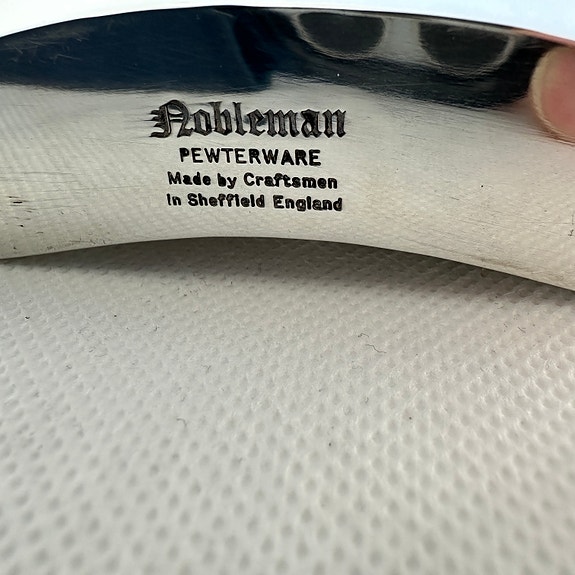 Nobleman
PEWTERWARE
Made by Craftsmen
In Sheffield England